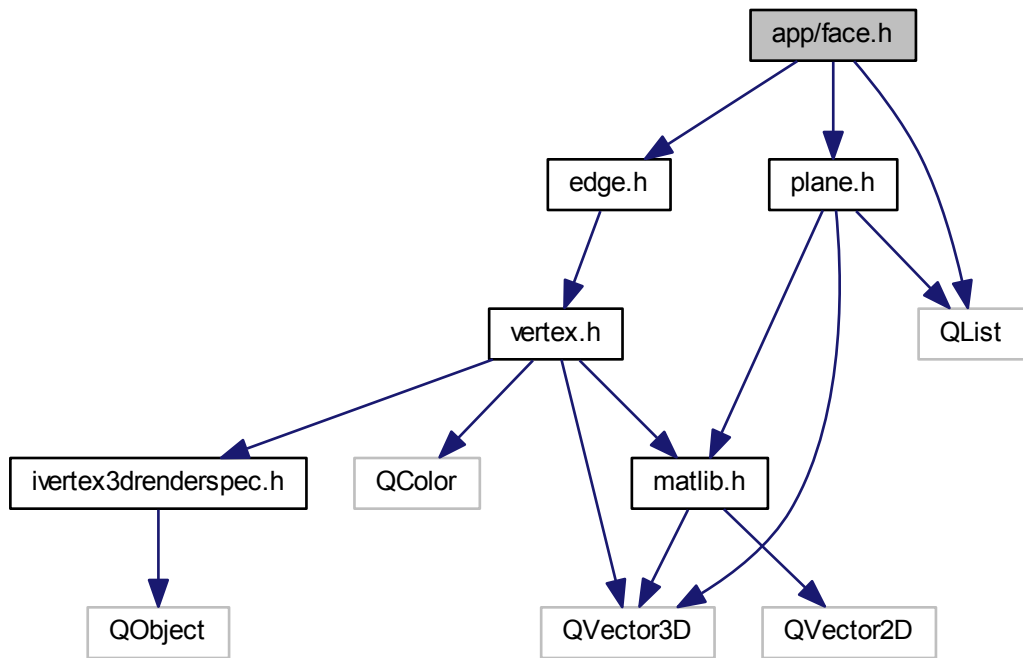 app/face.h
edge.h
plane.h
vertex.h
QList
ivertex3drenderspec.h
QColor
matlib.h
QObject
QVector3D
QVector2D